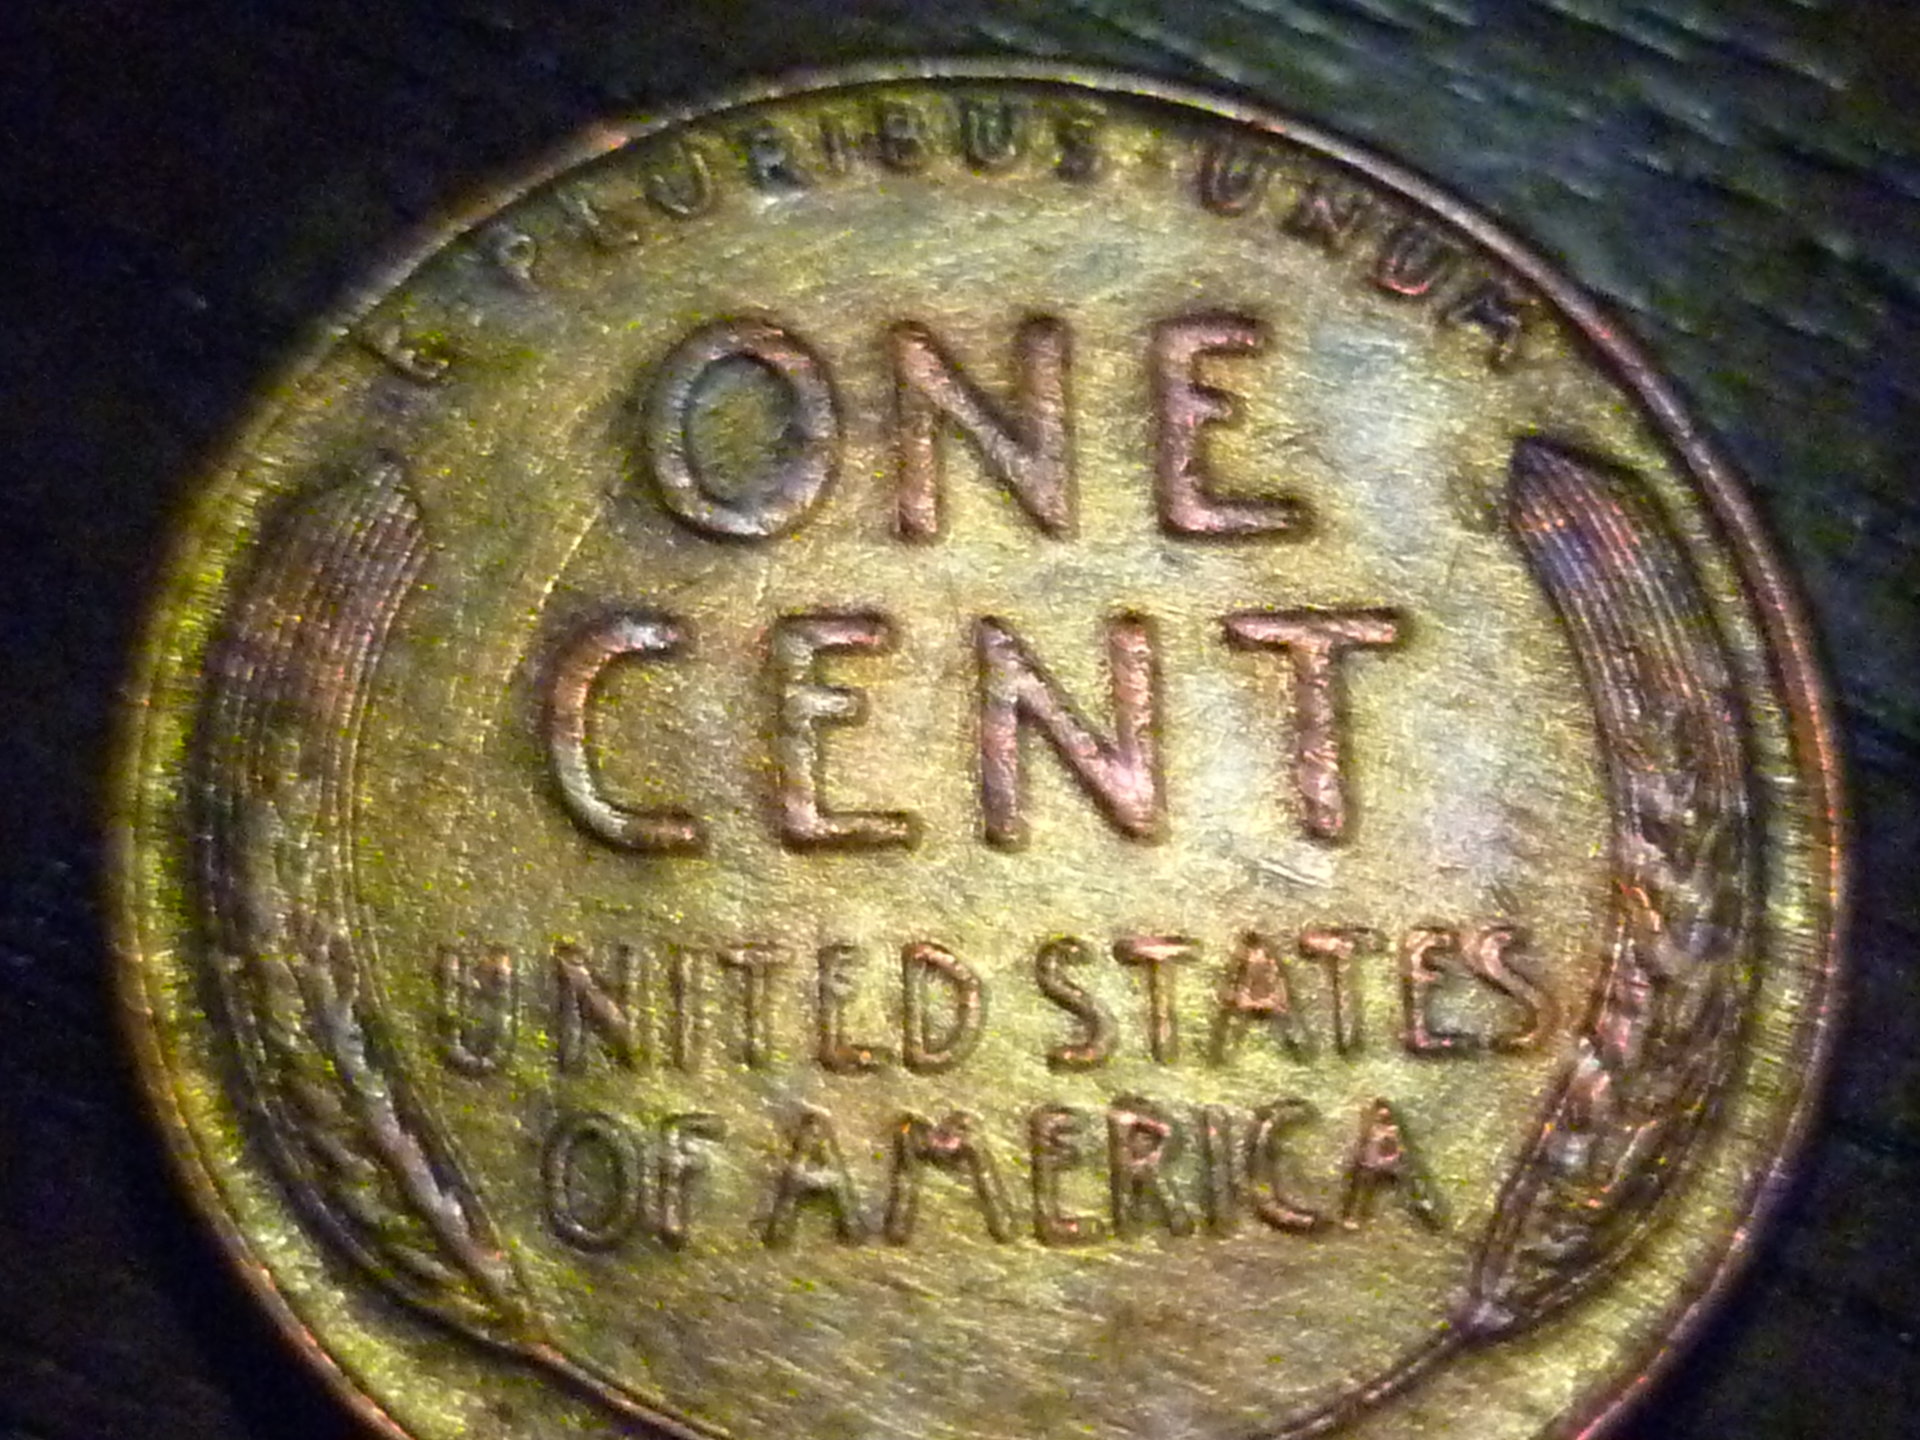 E PLURIBUS UNUM
ONE
CENT
UNITED STATES
OF AMERICA